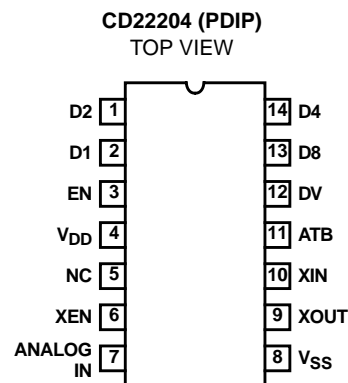 CD22204 (PDIP)
TOP VIEW
D2 1 14 D4
D1 2 13 D8
EN 3 12 DV
VDD 4 11 ATB
NC 5 10 XIN
XEN 6 9 XOUT
ANALOG
IN 7 8 VSS